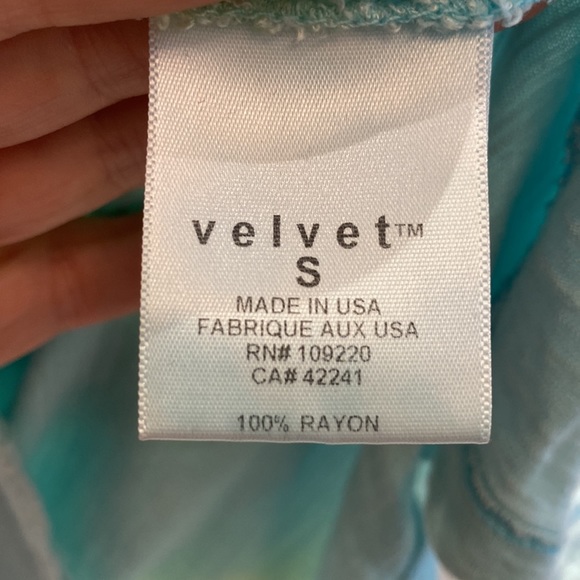 velvet™
S
MADE IN USA
FABRIQUE AUX USA
RN# 109220
CA# 42241
100% RAYON